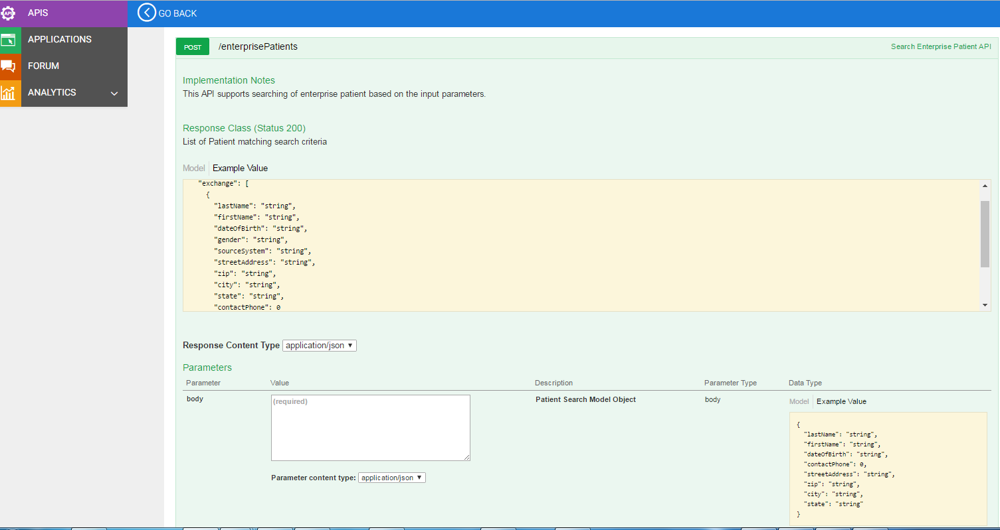 APIS
GO BACK
APPLICATIONS
FORUM
ANALYTICS
POST /enterprisePatients Search Enterprise Patient API
Implementation Notes
This API supports searching of enterprise patient based on the input parameters.
Response Class (Status 200)
List of Patient matching search criteria
Model Example Value
"exchange": [
{
"lastName": "string",
"firstName": "string",
"dateOfBirth": "string",
"gender": "string",
"sourceSystem": "string",
"streetAddress": "string",
"zip": "string",
"city": "string",
"state": "string",
"contactPhone": 0
Response Content Type application/json
Parameters
Parameter Value Description Parameter Type Data Type
body (required) Patient Search Model Object body Model Example Value
{
"lastName": "string",
"firstName": "string",
"dateOfBirth": "string",
"contactPhone": 0,
"streetAddress": "string",
"zip": "string",
"city": "string",
"state": "string"
}
Parameter content type: application/json